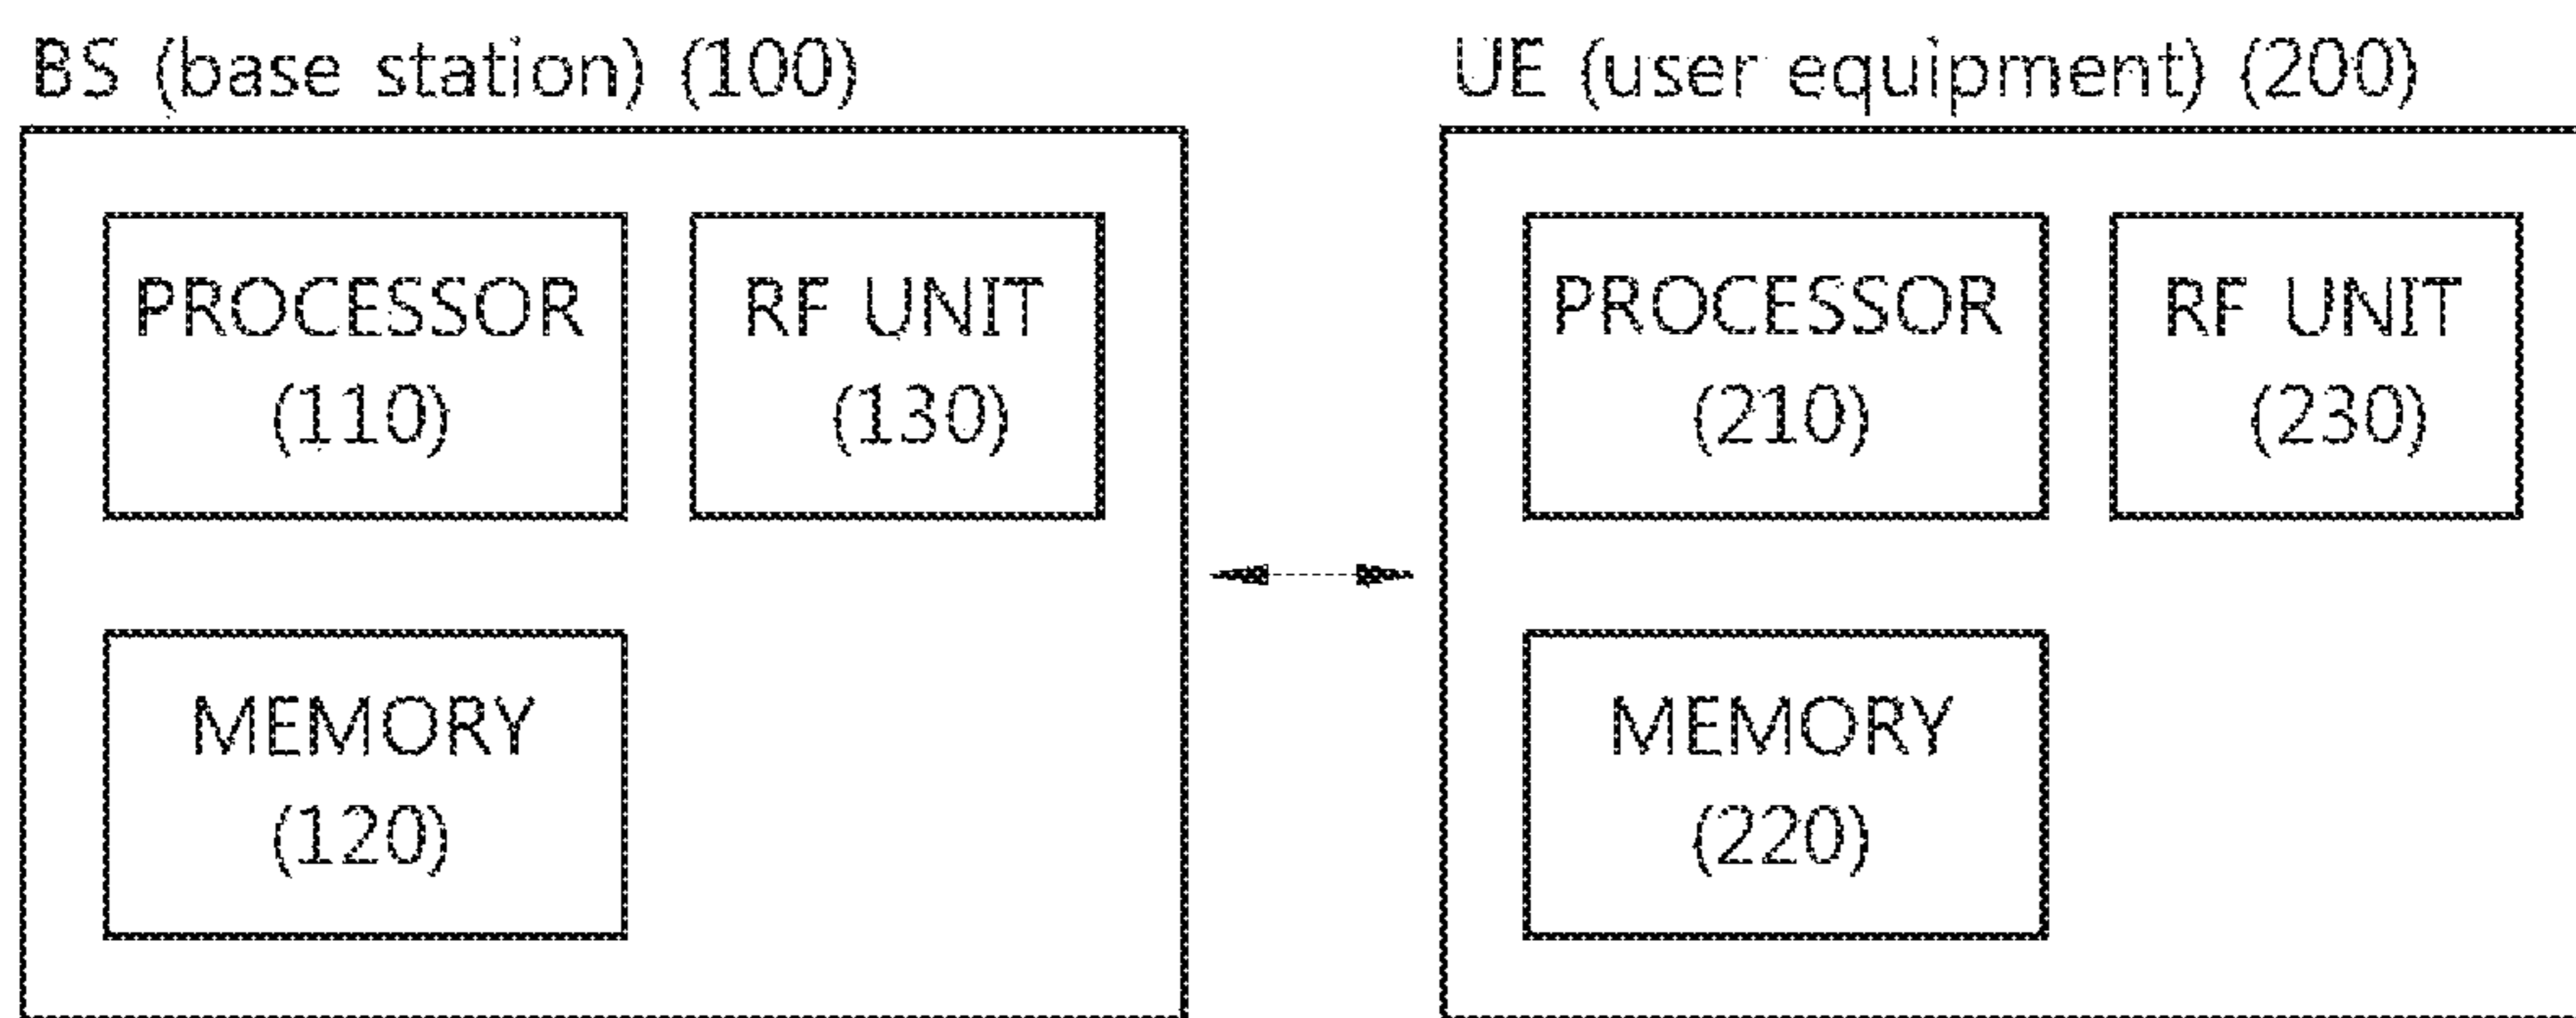 BS (base station) (100)
PROCESSOR
(110)
RF UNIT
(130)
MEMORY
(120)
UE (user equipment) (200)
PROCESSOR
(210)
RF UNIT
(230)
MEMORY
(220)